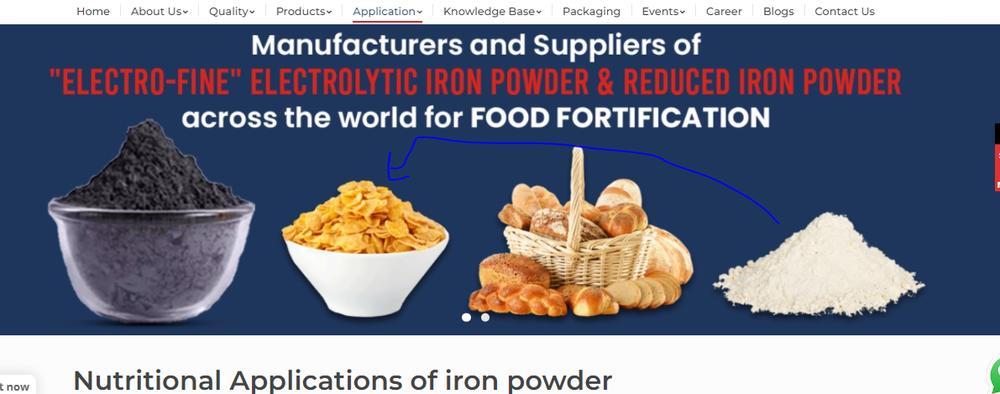 Home About Us Quality Products Application Knowledge Base Packaging Events Career Blogs Contact Us
Manufacturers and Suppliers of
"ELECTRO-FINE" ELECTROLYTIC IRON POWDER & REDUCED IRON POWDER
across the world for FOOD FORTIFICATION
Nutritional Applications of iron powder
t now